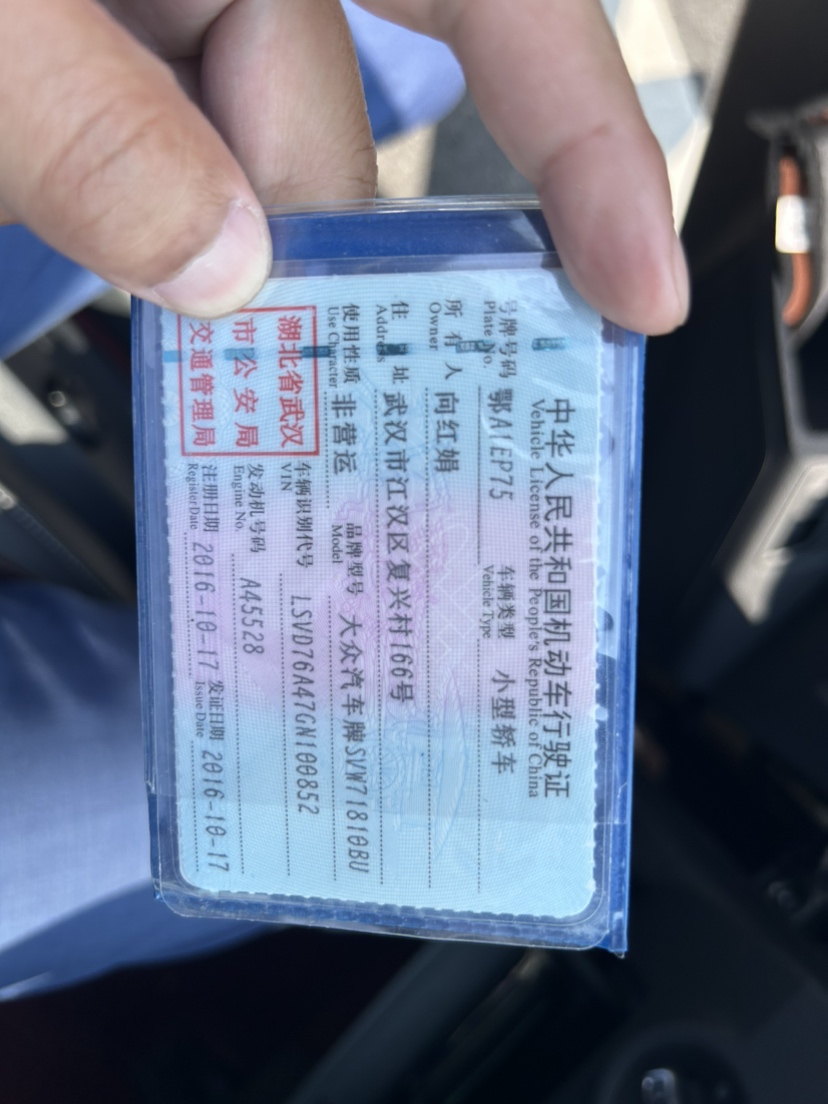 中华人民共和国机动车行驶证
Vehicle License of the People's Republic of China
号牌号码 鄂A1EP75 车辆类型 小型轿车
Plate No. Vehicle Type
所有人 向红娟
Owner
住址 武汉市江汉区复兴村166号
Address
使用性质 非营运 品牌型号 大众汽车牌SVW71810BU
Use Character Model
湖北省武汉
市公安局
交通管理局
车辆识别代号 LSVD76A47GN100852
VIN
发动机号码 A45528
Engine No.
注册日期 2016-10-17 发证日期 2016-10-17
Register Date Issue Date